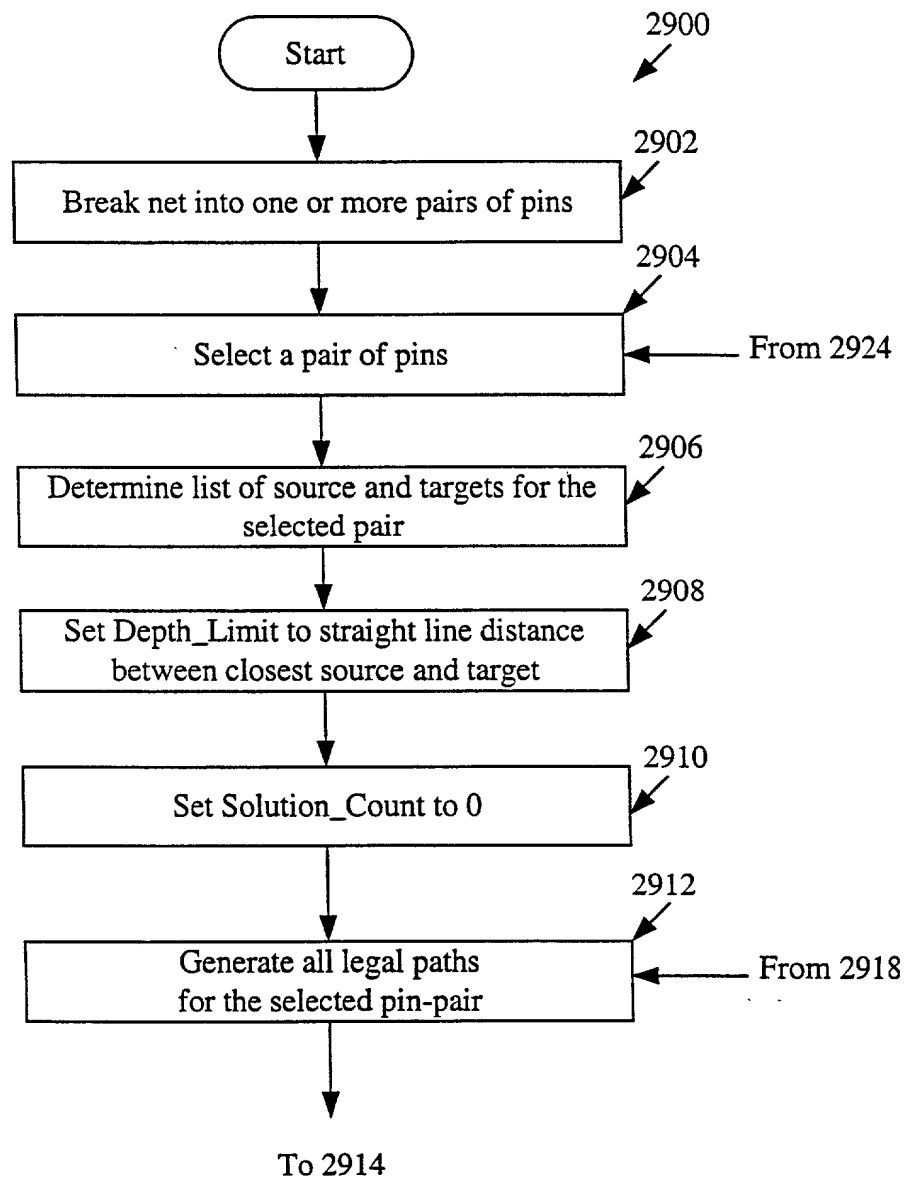 2900
Start
2902
Break net into one or more pairs of pins
2904
Select a pair of pins
From 2924
2906
Determine list of source and targets for the
selected pair
2908
Set Depth_Limit to straight line distance
between closest source and target
2910
Set Solution_Count to 0
2912
Generate all legal paths
for the selected pin-pair
From 2918
To 2914